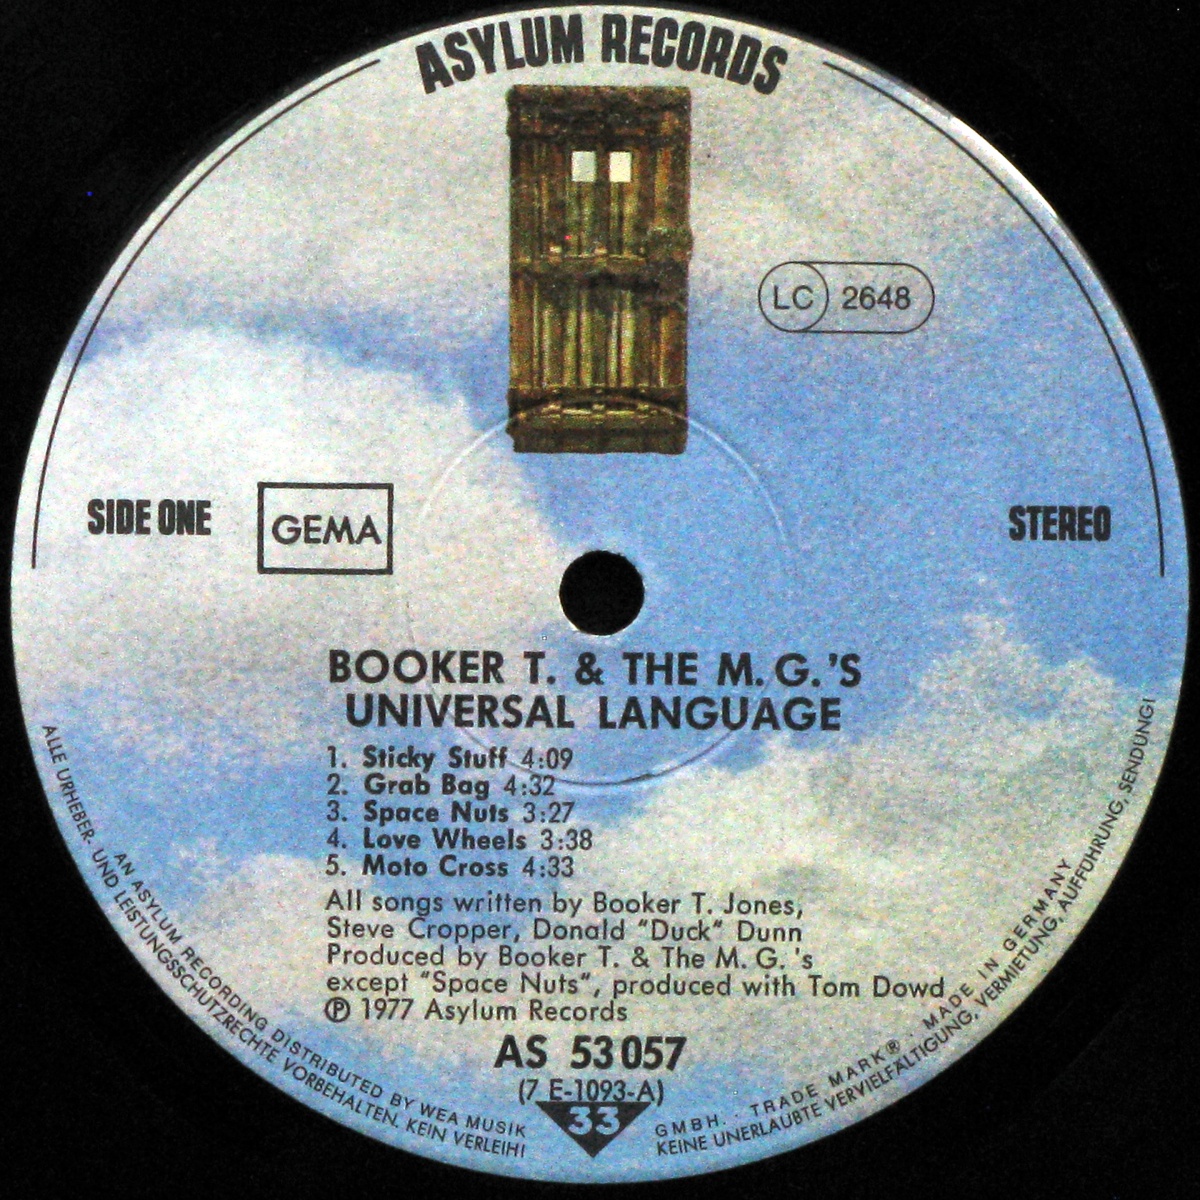 ASYLUM RECORDS
LC 2648
SIDE ONE
GEMA
STEREO
BOOKER T. & THE M.G.'S
UNIVERSAL LANGUAGE
1. Sticky Stuff 4:09
2. Grab Bag 4:32
3. Space Nuts 3:27
4. Love Wheels 3:38
5. Moto Cross 4:33
All songs written by Booker T. Jones,
Steve Cropper, Donald "Duck" Dunn
Produced by Booker T. & The M. G. 's
except "Space Nuts", produced with Tom Dowd
℗ 1977 Asylum Records
AS 53 057
(7 E-1093-A)
33
AN ASYLUM RECORDING DISTRIBUTED BY WEA MUSIK GMBH. · TRADE MARK ® · MADE IN GERMANY
ALLE URHEBER- UND LEISTUNGSSCHUTZRECHTE VORBEHALTEN. KEIN VERLEIH! KEINE UNERLAUBTE VERVIELFÄLTIGUNG, VERMIETUNG, AUFFÜHRUNG, SENDUNG!